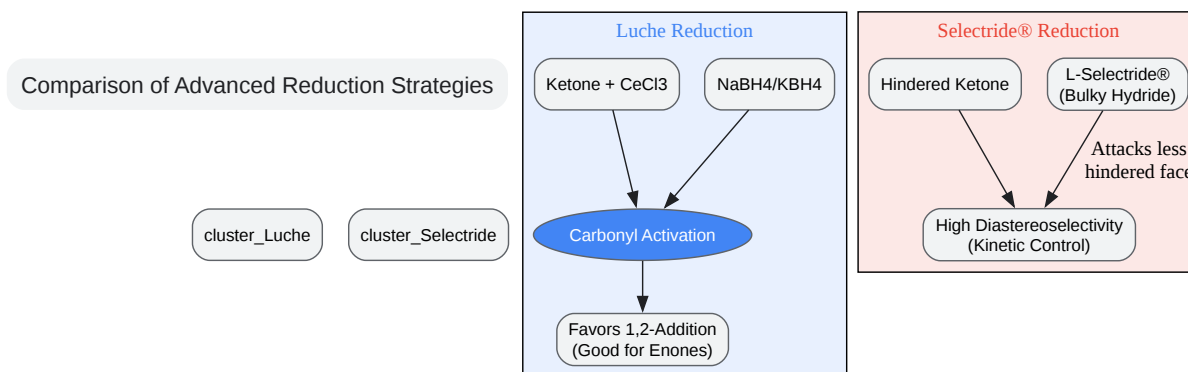 Comparison of Advanced Reduction Strategies
cluster_Luche
cluster_Selectride
Luche Reduction
Ketone + CeCl3
NaBH4/KBH4
Carbonyl Activation
Favors 1,2-Addition
(Good for Enones)
Selectride® Reduction
Hindered Ketone
L-Selectride®
(Bulky Hydride)
Attacks less
hindered face
High Diastereoselectivity
(Kinetic Control)